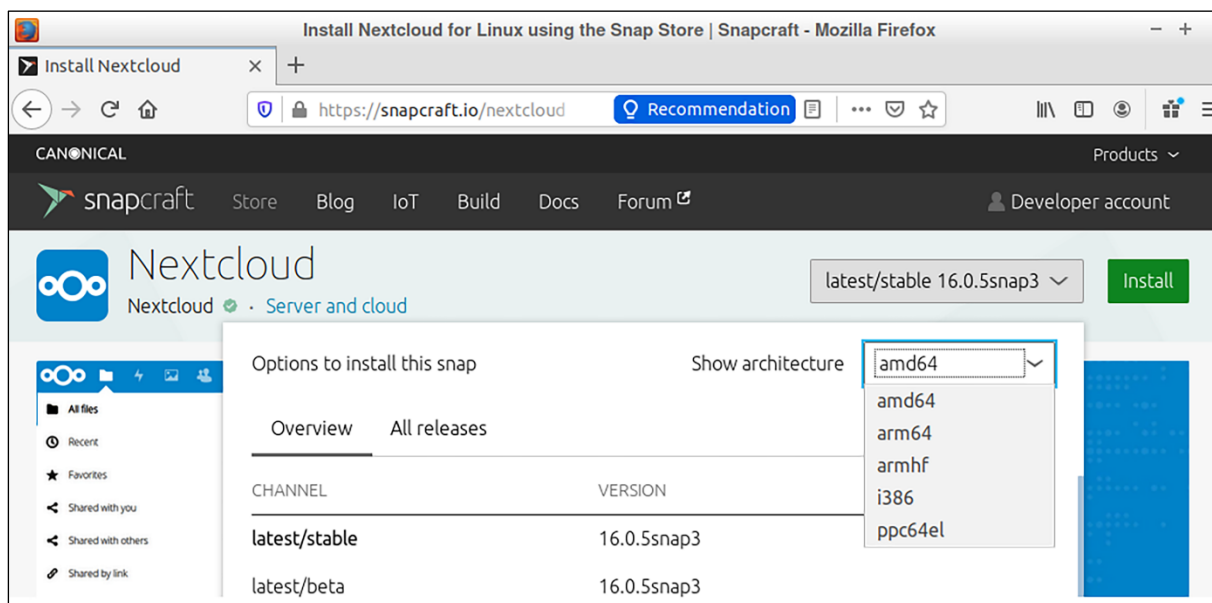 Install Nextcloud for Linux using the Snap Store | Snapcraft - Mozilla Firefox
Install Nextcloud
https://snapcraft.io/nextcloud
Recommendation
CANONICAL
Products
snapcraft Store Blog IoT Build Docs Forum Developer account
Nextcloud
Nextcloud · Server and cloud
latest/stable 16.0.5snap3
Install
Options to install this snap
Show architecture amd64
amd64
arm64
armhf
i386
ppc64el
Overview All releases
CHANNEL VERSION
latest/stable 16.0.5snap3
latest/beta 16.0.5snap3
All files
Recent
Favorites
Shared with you
Shared with others
Shared by link